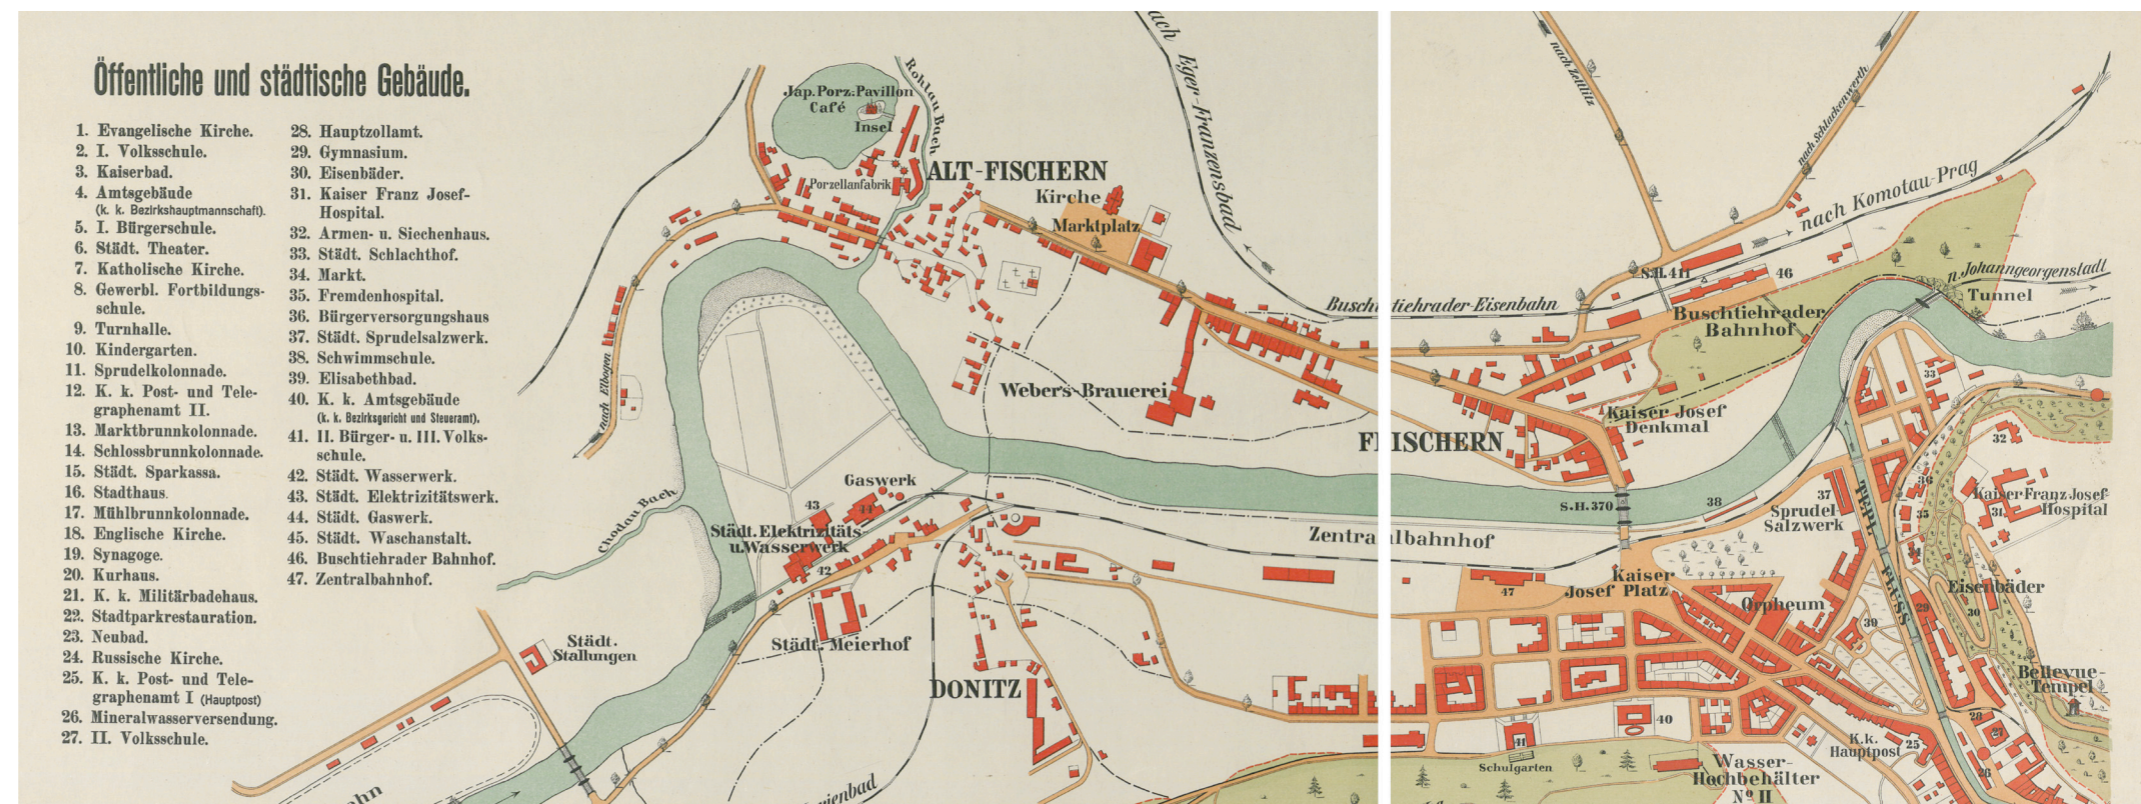 Öffentliche und städtische Gebäude.
1. Evangelische Kirche.
2. I. Volksschule.
3. Kaiserbad.
4. Amtsgebäude
(k. k. Bezirkshauptmannschaft).
5. I. Bürgerschule.
6. Städt. Theater.
7. Katholische Kirche.
8. Gewerbl. Fortbildungs-
schule.
9. Turnhalle.
10. Kindergarten.
11. Sprudelkolonnade.
12. K. k. Post- und Tele-
graphenamt II.
13. Marktbrunnkolonnade.
14. Schlossbrunnkolonnade.
15. Städt. Sparkassa.
16. Stadthaus.
17. Mühlbrunnkolonnade.
18. Englische Kirche.
19. Synagoge.
20. Kurhaus.
21. K. k. Militärbadehaus.
22. Stadtparkrestauration.
23. Neubad.
24. Russische Kirche.
25. K. k. Post- und Tele-
graphenamt I (Hauptpost)
26. Mineralwasserversendung.
27. II. Volksschule.
28. Hauptzollamt.
29. Gymnasium.
30. Eisenbäder.
31. Kaiser Franz Josef-
Hospital.
32. Armen- u. Siechenhaus.
33. Städt. Schlachthof.
34. Markt.
35. Fremdenhospital.
36. Bürgerversorgungshaus
37. Städt. Sprudelsalzwerk.
38. Schwimmschule.
39. Elisabethbad.
40. K. k. Amtsgebäude
(k. k. Bezirksgericht und Steueramt).
41. II. Bürger- u. III. Volks-
schule.
42. Städt. Wasserwerk.
43. Städt. Elektrizitätswerk.
44. Städt. Gaswerk.
45. Städt. Waschanstalt.
46. Buschtiehrader Bahnhof.
47. Zentralbahnhof.
Jap. Porz. Pavillon
Café
Insel
Rohlau Bach
Porzellanfabrik
ALT-FISCHERN
Kirche
Marktplatz
nach Eger-Franzensbad
nach Elbogen
Webers-Brauerei
Buschtiehrader-Eisenbahn
FISCHERN
Chodau Bach
Gaswerk
43
44
Städt. Elektrizitäts
u. Wasserwerk
42
Städt. Meierhof
Städt.
Stallungen
DONITZ
Zentralbahnhof
nach Zettlitz
nach Schlackenwerth
nach Komotau-Prag
S.H. 411
46
Buschtiehrader
Bahnhof
n. Johanngeorgenstadt
Tunnel
Kaiser Josef
Denkmal
S.H. 370
38
37
Sprudel-
Salzwerk
33
32
36
35
34
Kaiser Franz Josef-
31
Hospital
Kaiser
Josef Platz
47
Orpheum
39
Eisenbäder
29
30
Bellevue-
Tempel
28
27
26
40
41
Schulgarten
K.k.
Hauptpost
25
Wasser-
Hochbehälter
Nº II